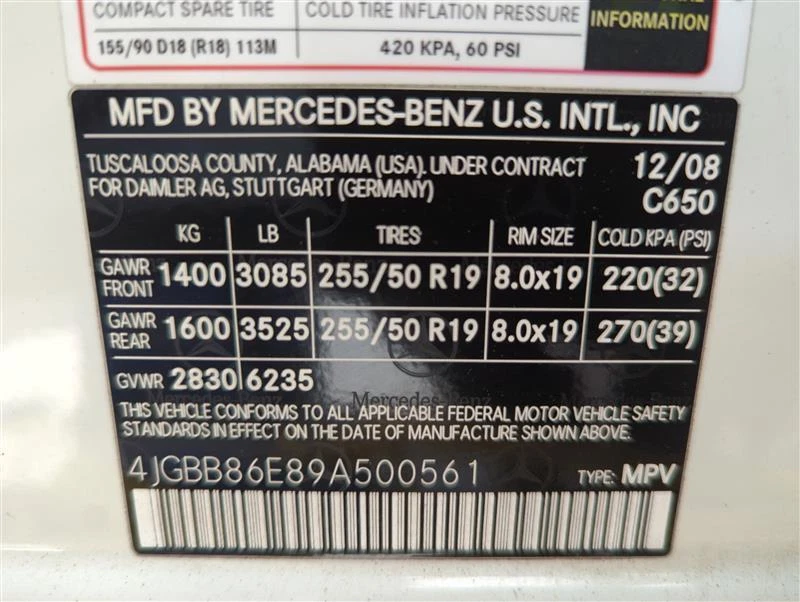 COMPACT SPARE TIRE COLD TIRE INFLATION PRESSURE
INFORMATION
155/90 D18 (R18) 113M 420 KPA, 60 PSI
MFD BY MERCEDES-BENZ U.S. INTL., INC
TUSCALOOSA COUNTY, ALABAMA (USA). UNDER CONTRACT 12/08
FOR DAIMLER AG, STUTTGART (GERMANY) C650
KG LB TIRES RIM SIZE COLD KPA (PSI)
GAWR FRONT 1400 3085 255/50 R19 8.0x19 220(32)
GAWR REAR 1600 3525 255/50 R19 8.0x19 270(39)
GVWR 2830 6235
Mercedes-Benz Mercedes-Benz
THIS VEHICLE CONFORMS TO ALL APPLICABLE FEDERAL MOTOR VEHICLE SAFETY
STANDARDS IN EFFECT ON THE DATE OF MANUFACTURE SHOWN ABOVE.
4JGBB86E89A500561 TYPE: MPV